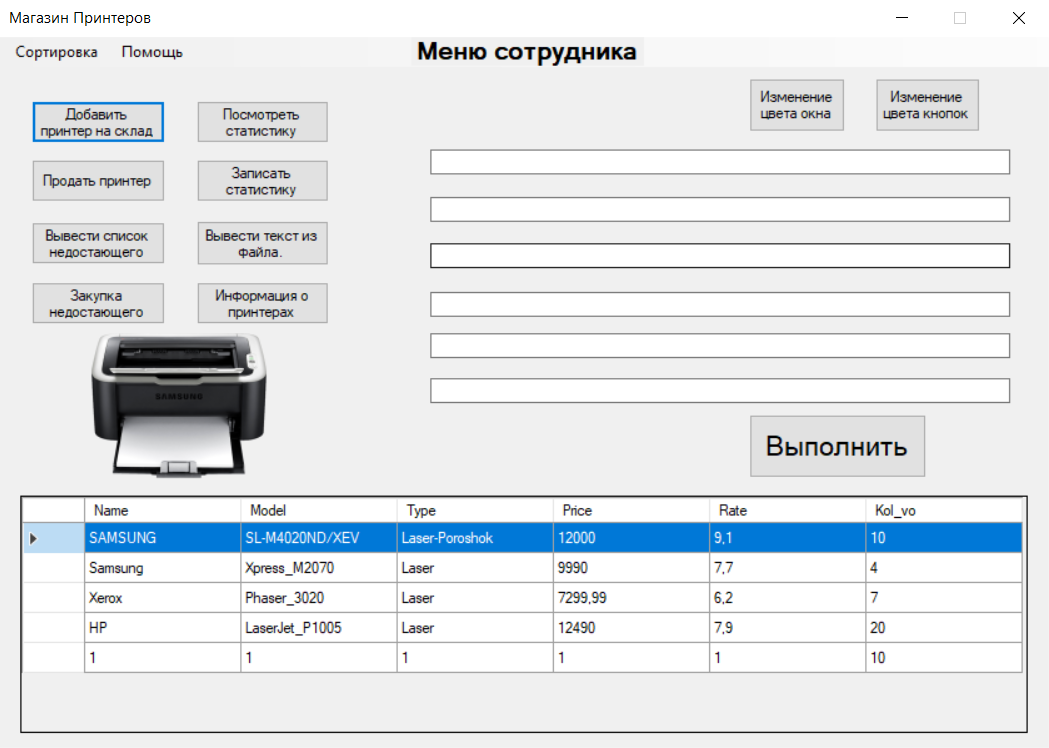 Магазин Принтеров
Сортировка Помощь
Меню сотрудника
Добавить
принтер на склад
Посмотреть
статистику
Изменение
цвета окна
Изменение
цвета кнопок
Продать принтер
Записать
статистику
Вывести список
недостающего
Вывести текст из
файла.
Закупка
недостающего
Информация о
принтерах
SAMSUNG
Выполнить
Name Model Type Price Rate Kol_vo
SAMSUNG SL-M4020ND/XEV Laser-Poroshok 12000 9,1 10
Samsung Xpress_M2070 Laser 9990 7,7 4
Xerox Phaser_3020 Laser 7299,99 6,2 7
HP LaserJet_P1005 Laser 12490 7,9 20
1 1 1 1 1 10